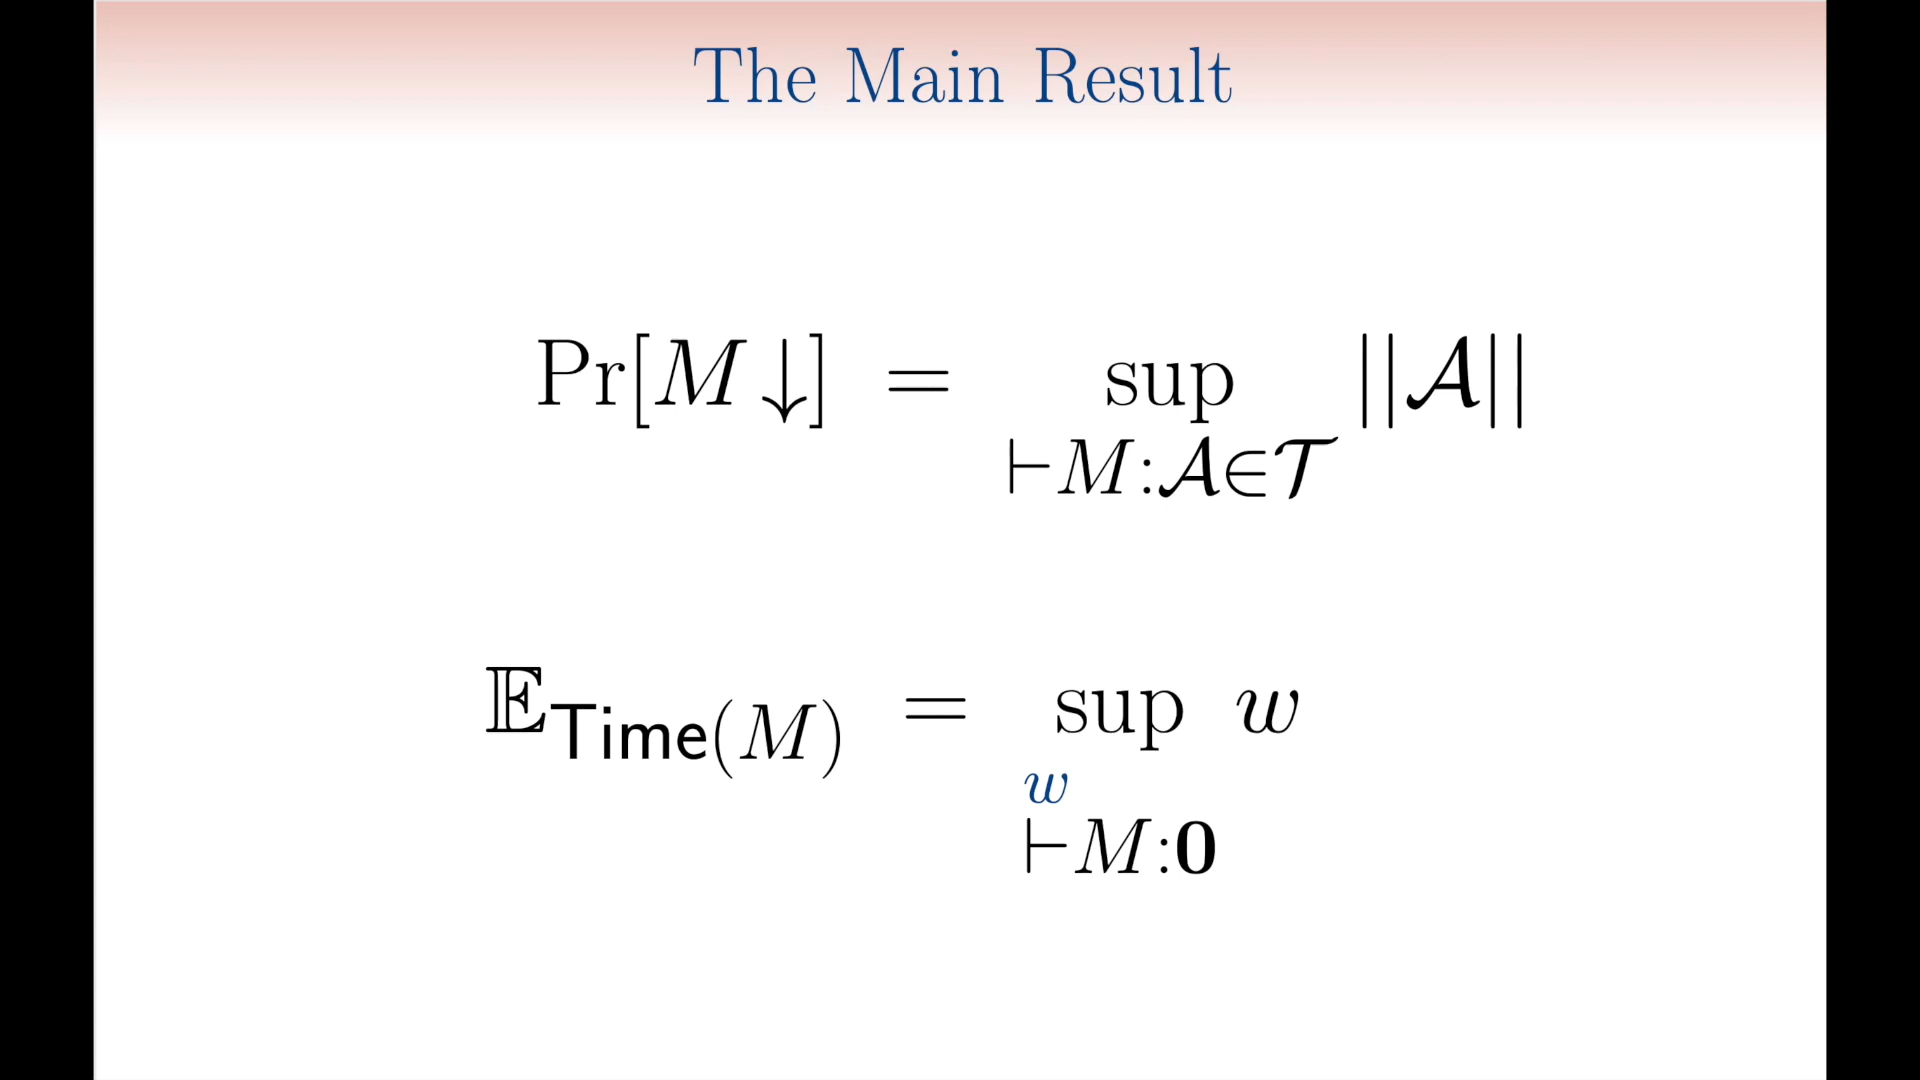 The Main Result
Pr[M ↓] = sup ||𝒜||
⊢M:𝒜∈𝒯
𝔼Time(M) = sup w
w
⊢M:𝟎